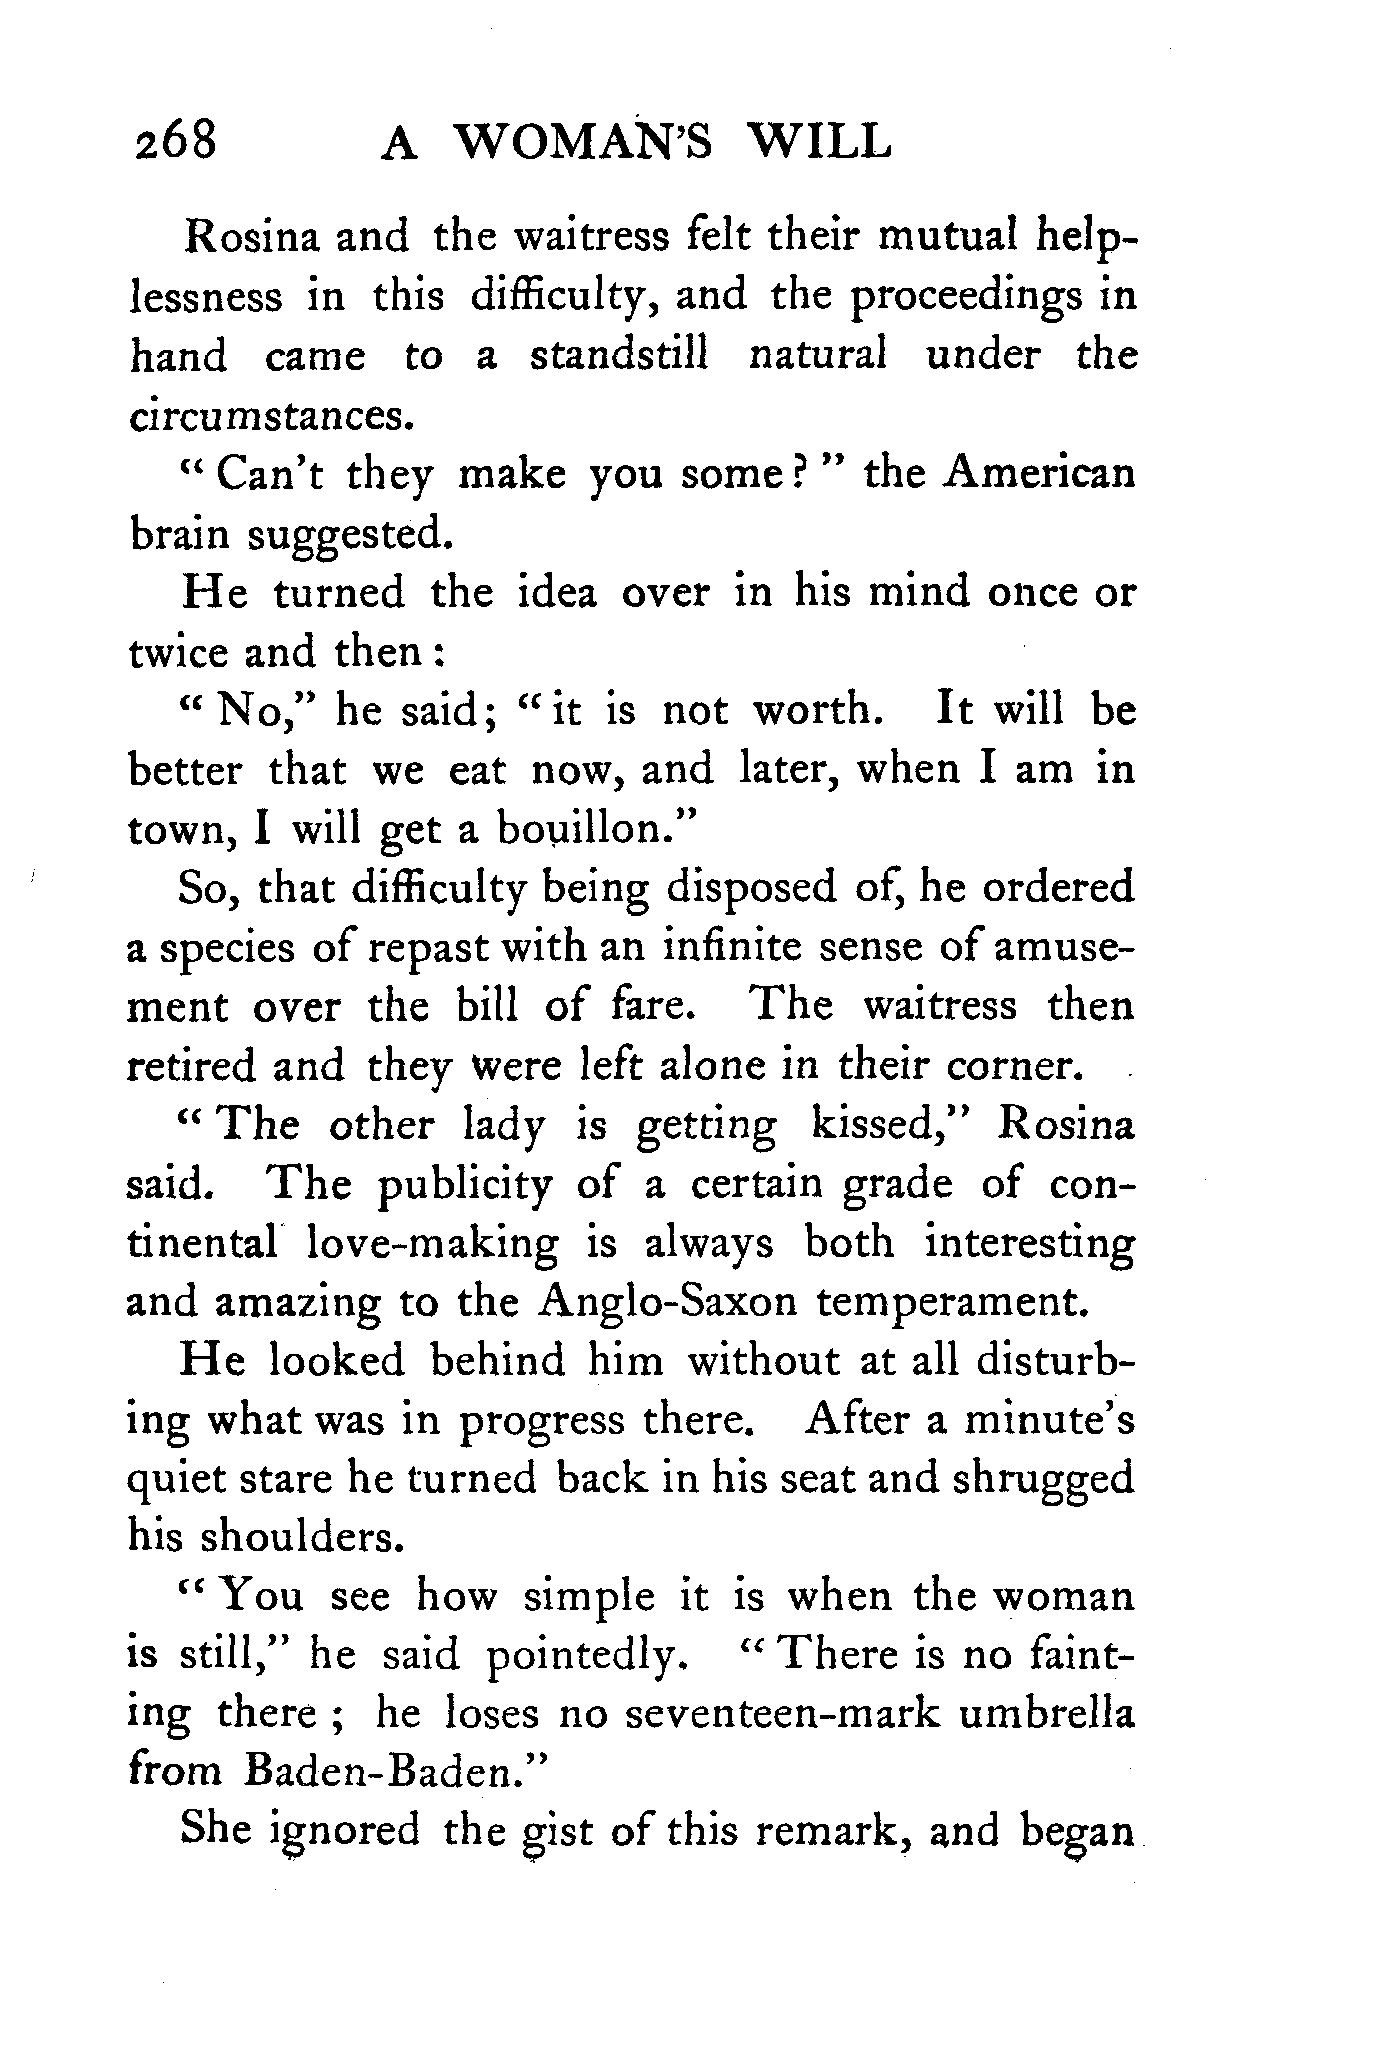 268 A WOMAN'S WILL
Rosina and the waitress felt their mutual help-
lessness in this difficulty, and the proceedings in
hand came to a standstill natural under the
circumstances.
"Can't they make you some?" the American
brain suggested.
He turned the idea over in his mind once or
twice and then:
"No," he said; "it is not worth. It will be
better that we eat now, and later, when I am in
town, I will get a bouillon."
So, that difficulty being disposed of, he ordered
a species of repast with an infinite sense of amuse-
ment over the bill of fare. The waitress then
retired and they were left alone in their corner.
"The other lady is getting kissed," Rosina
said. The publicity of a certain grade of con-
tinental love-making is always both interesting
and amazing to the Anglo-Saxon temperament.
He looked behind him without at all disturb-
ing what was in progress there. After a minute's
quiet stare he turned back in his seat and shrugged
his shoulders.
"You see how simple it is when the woman
is still," he said pointedly. "There is no faint-
ing there; he loses no seventeen-mark umbrella
from Baden-Baden."
She ignored the gist of this remark, and began